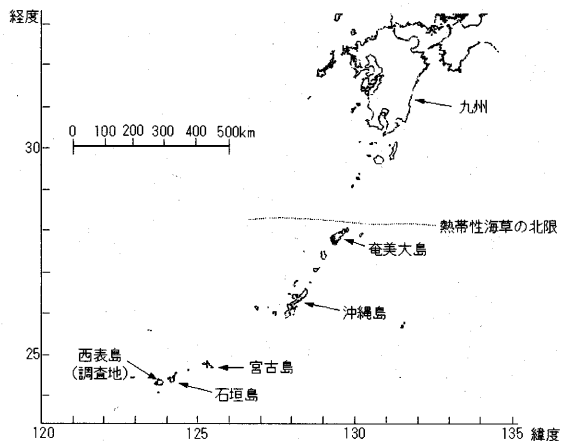 経度
九州
0 100 200 300 400 500km
30
熱帯性海草の北限
奄美大島
沖縄島
25
西表島
(調査地)
宮古島
石垣島
120 125 130 135 緯度